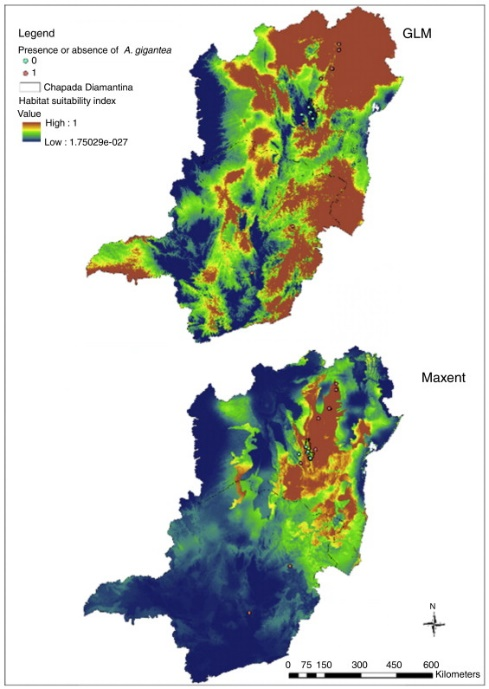 Legend
GLM
Presence or absence of A. gigantea
0
1
Chapada Diamantina
Habitat suitability index
Value
High : 1
Low : 1.75029e-027
Maxent
N
0 75 150 300 450 600
Kilometers